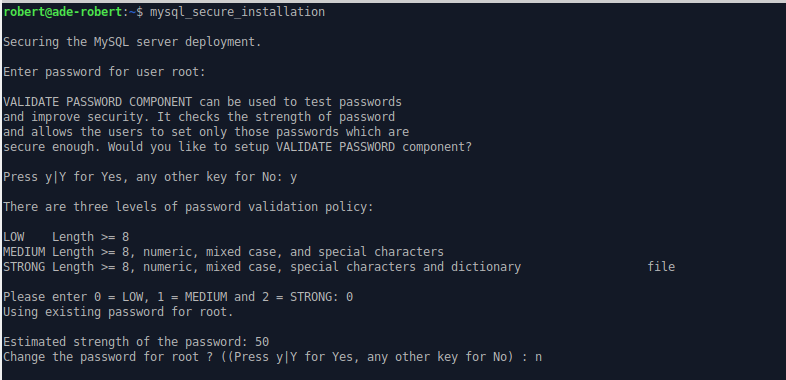 robert@ade-robert:~$ mysql_secure_installation
Securing the MySQL server deployment.
Enter password for user root:
VALIDATE PASSWORD COMPONENT can be used to test passwords
and improve security. It checks the strength of password
and allows the users to set only those passwords which are
secure enough. Would you like to setup VALIDATE PASSWORD component?
Press y|Y for Yes, any other key for No: y
There are three levels of password validation policy:
LOW    Length >= 8
MEDIUM Length >= 8, numeric, mixed case, and special characters
STRONG Length >= 8, numeric, mixed case, special characters and dictionary                  file
Please enter 0 = LOW, 1 = MEDIUM and 2 = STRONG: 0
Using existing password for root.
Estimated strength of the password: 50
Change the password for root ? ((Press y|Y for Yes, any other key for No) : n